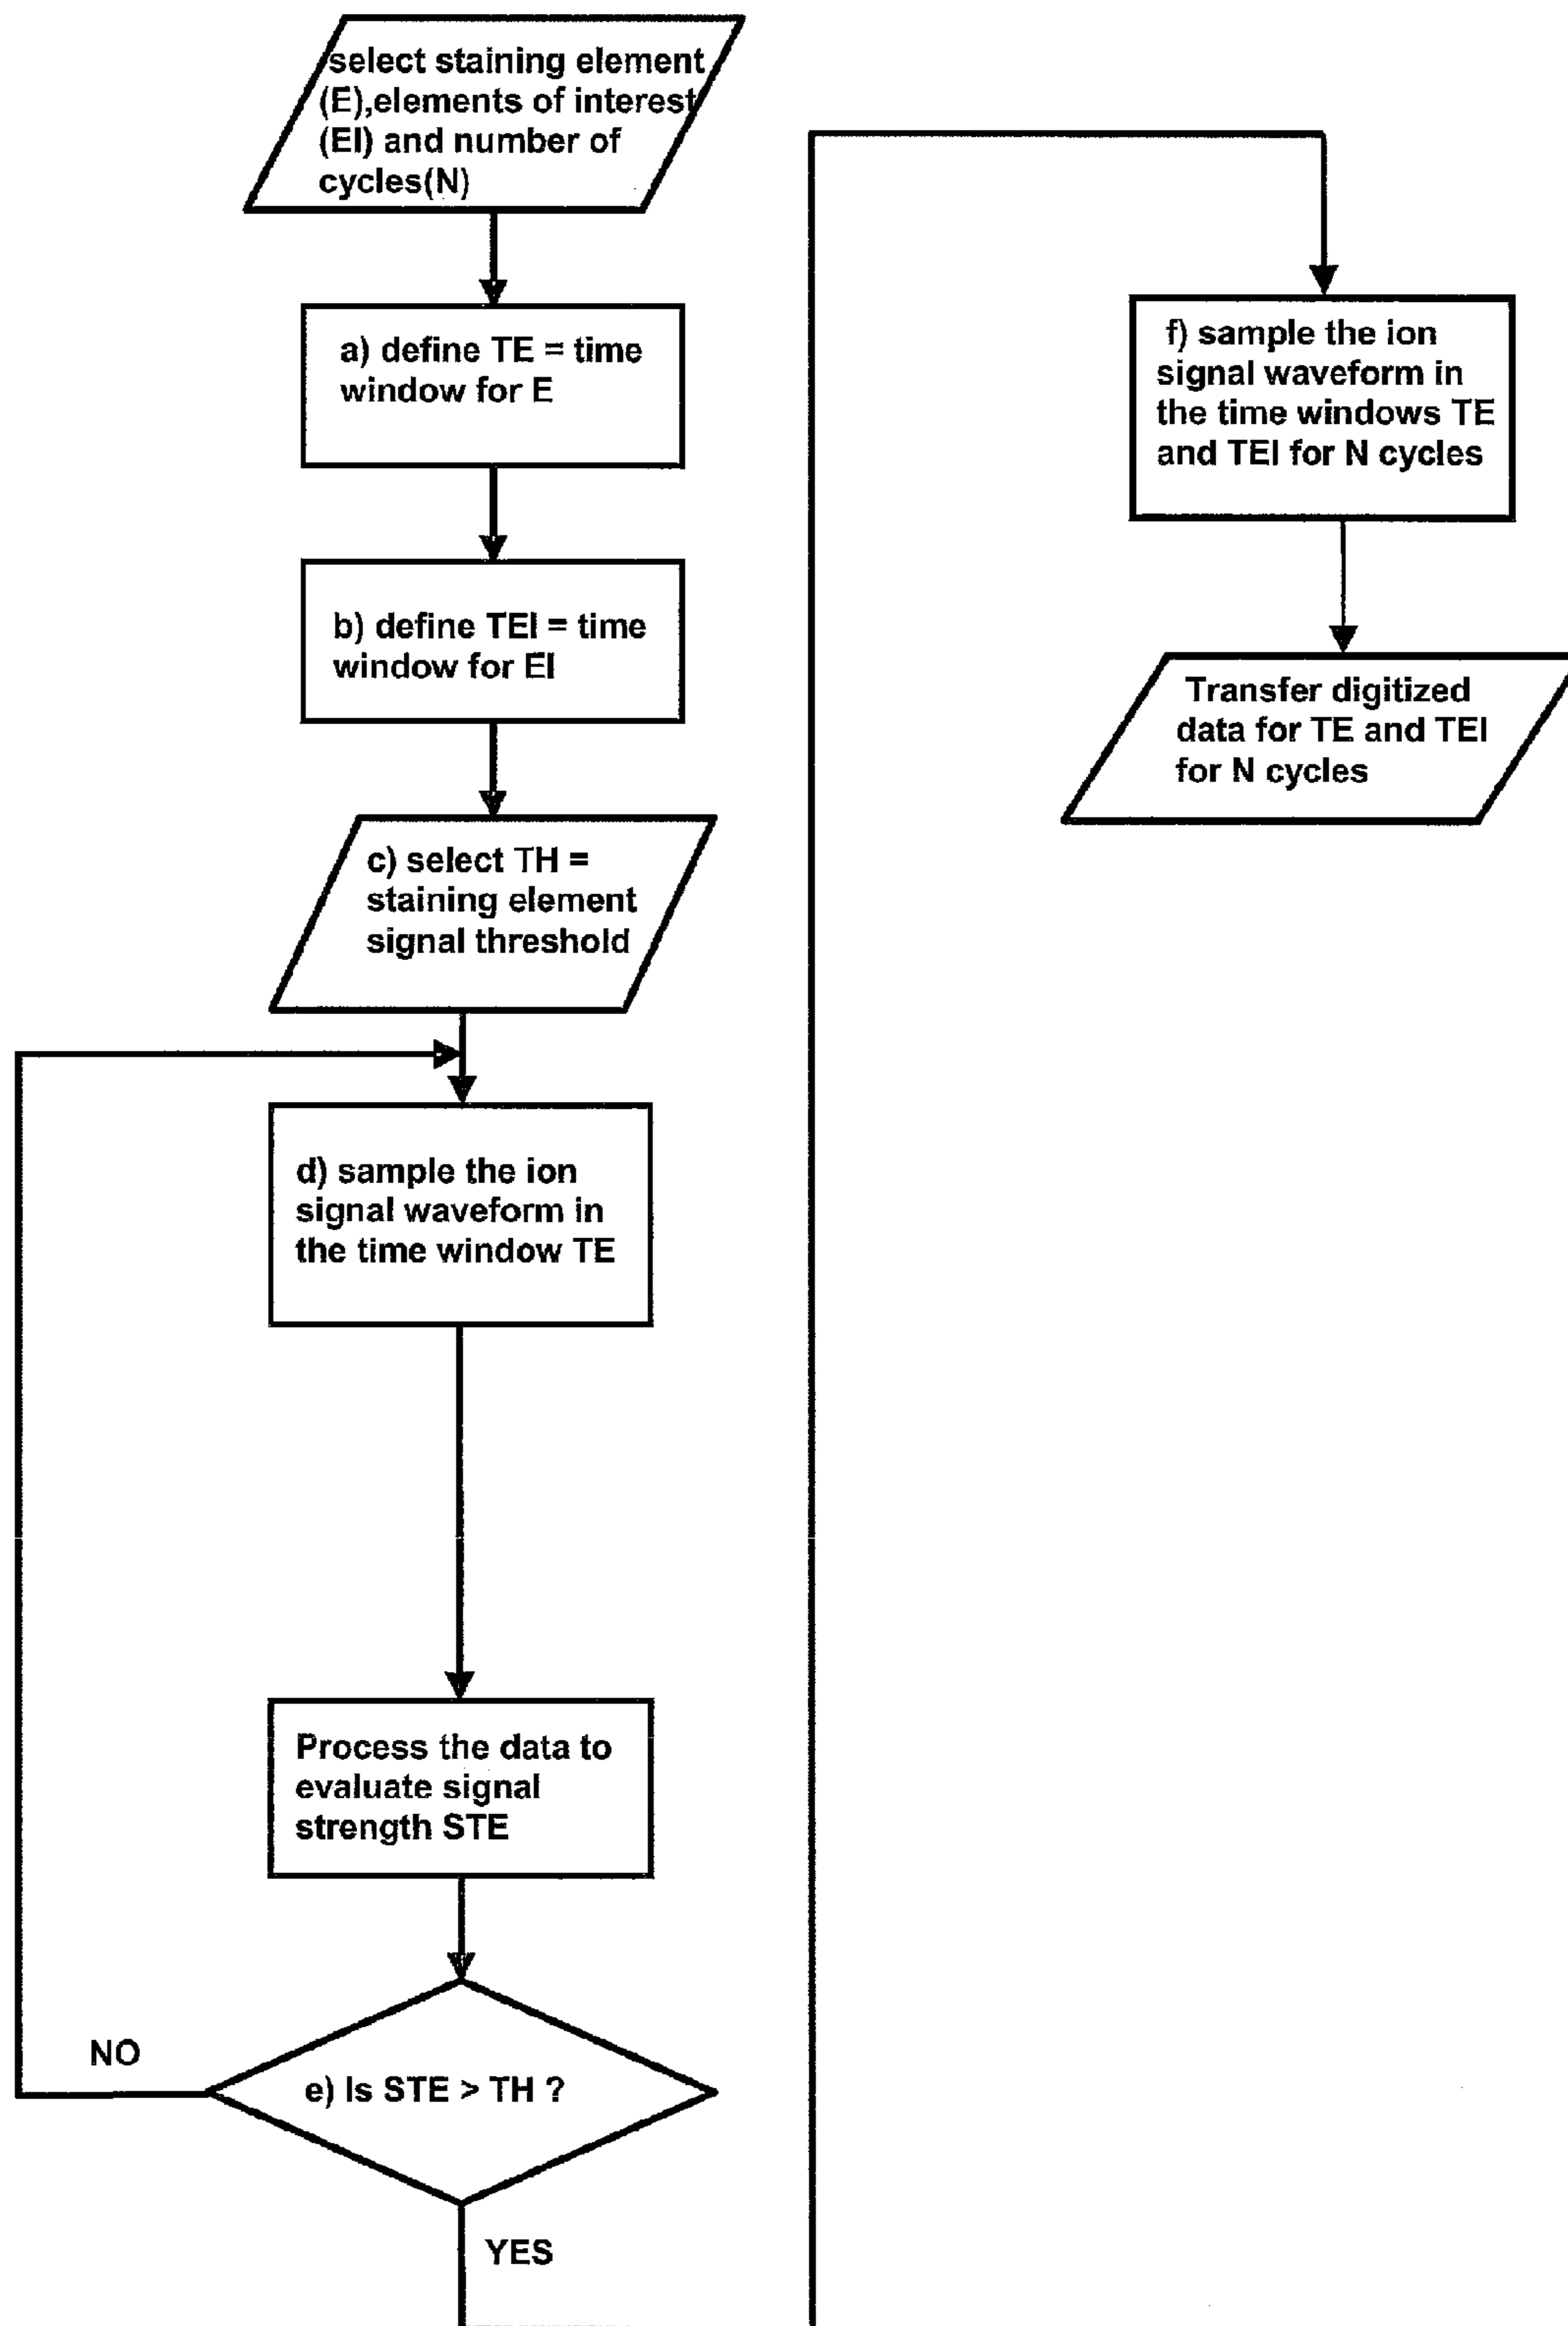 select staining element
(E),elements of interest
(EI) and number of
cycles(N)
a) define TE = time
window for E
b) define TEI = time
window for EI
c) select TH =
staining element
signal threshold
d) sample the ion
signal waveform in
the time window TE
Process the data to
evaluate signal
strength STE
e) Is STE > TH ?
NO
YES
f) sample the ion
signal waveform in
the time windows TE
and TEI for N cycles
Transfer digitized
data for TE and TEI
for N cycles